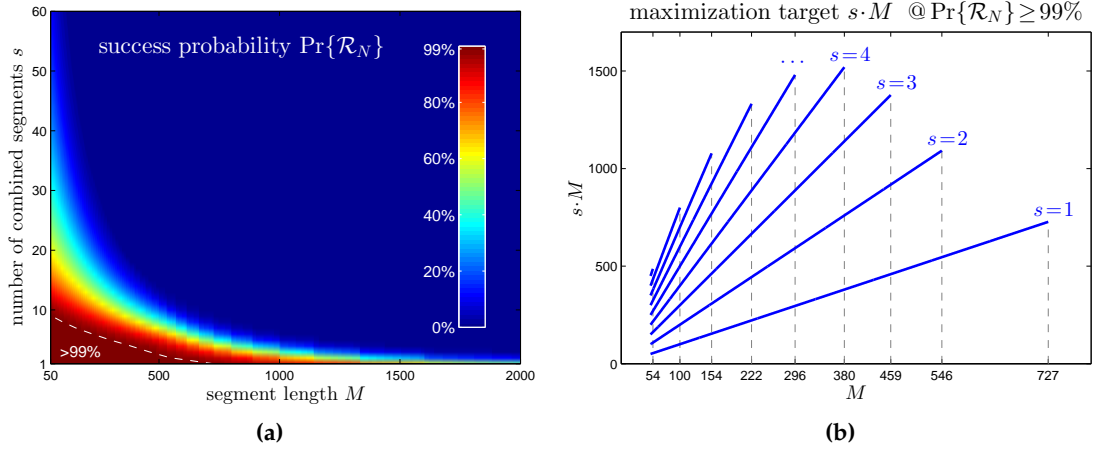 success probability Pr{R_N}
number of combined segments s
60
50
40
30
20
10
1
>99%
99%
80%
60%
40%
20%
0%
50
500
1000
1500
2000
segment length M
(a)
maximization target s·M @ Pr{R_N} ≥ 99%
s·M
1500
1000
500
0
...
s=4
s=3
s=2
s=1
54 100 154 222 296 380 459 546 727
M
(b)